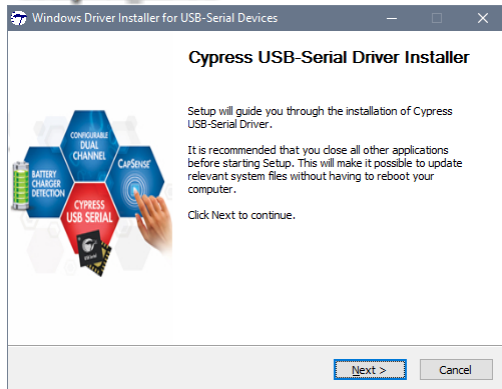 Windows Driver Installer for USB-Serial Devices
Cypress USB-Serial Driver Installer
Setup will guide you through the installation of Cypress
USB-Serial Driver.
It is recommended that you close all other applications
before starting Setup. This will make it possible to update
relevant system files without having to reboot your
computer.
Click Next to continue.
CONFIGURABLE
DUAL
CHANNEL
CAPSENSE
BATTERY
CHARGER
DETECTION
CYPRESS
USB SERIAL
Next >
Cancel